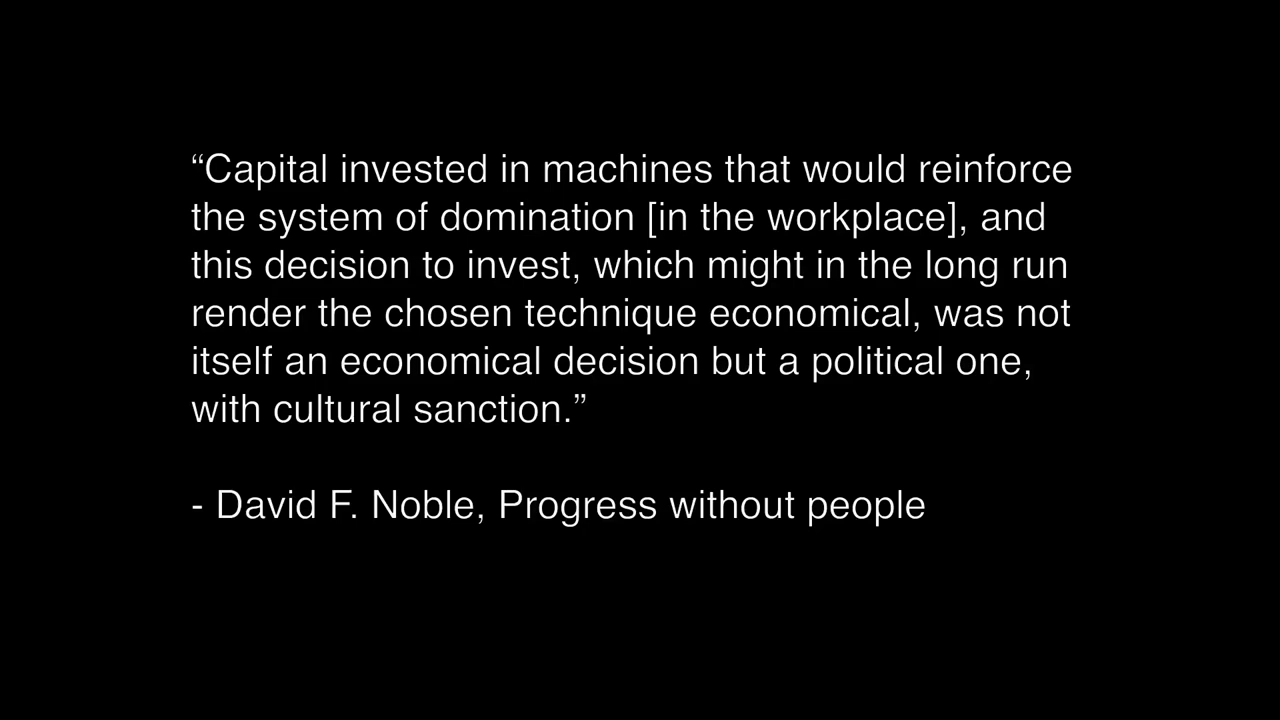 “Capital invested in machines that would reinforce
the system of domination [in the workplace], and
this decision to invest, which might in the long run
render the chosen technique economical, was not
itself an economical decision but a political one,
with cultural sanction.”
- David F. Noble, Progress without people